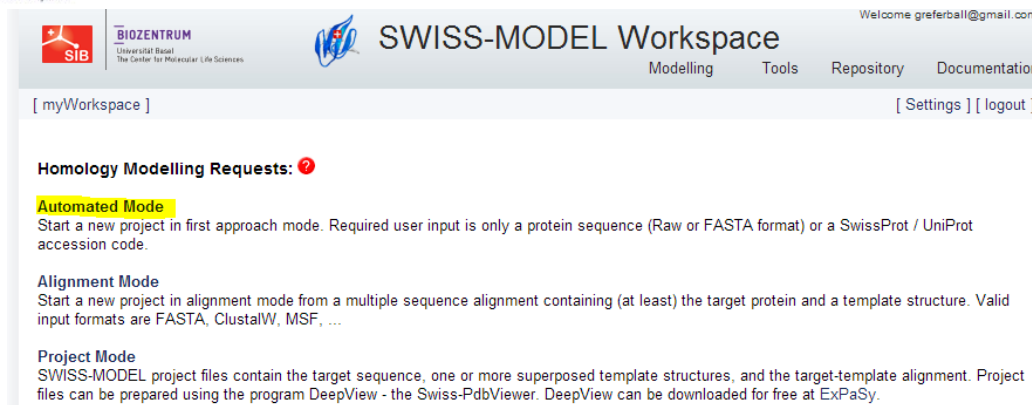 Welcome greferball@gmail.con
SIB
BIOZENTRUM
Universität Basel
The Center for Molecular Life Sciences
SWISS-MODEL Workspace
Modelling Tools Repository Documentation
[ myWorkspace ] [ Settings ] [ logout ]
Homology Modelling Requests: ?
Automated Mode
Start a new project in first approach mode. Required user input is only a protein sequence (Raw or FASTA format) or a SwissProt / UniProt
accession code.
Alignment Mode
Start a new project in alignment mode from a multiple sequence alignment containing (at least) the target protein and a template structure. Valid
input formats are FASTA, ClustalW, MSF, ...
Project Mode
SWISS-MODEL project files contain the target sequence, one or more superposed template structures, and the target-template alignment. Project
files can be prepared using the program DeepView - the Swiss-PdbViewer. DeepView can be downloaded for free at ExPaSy.